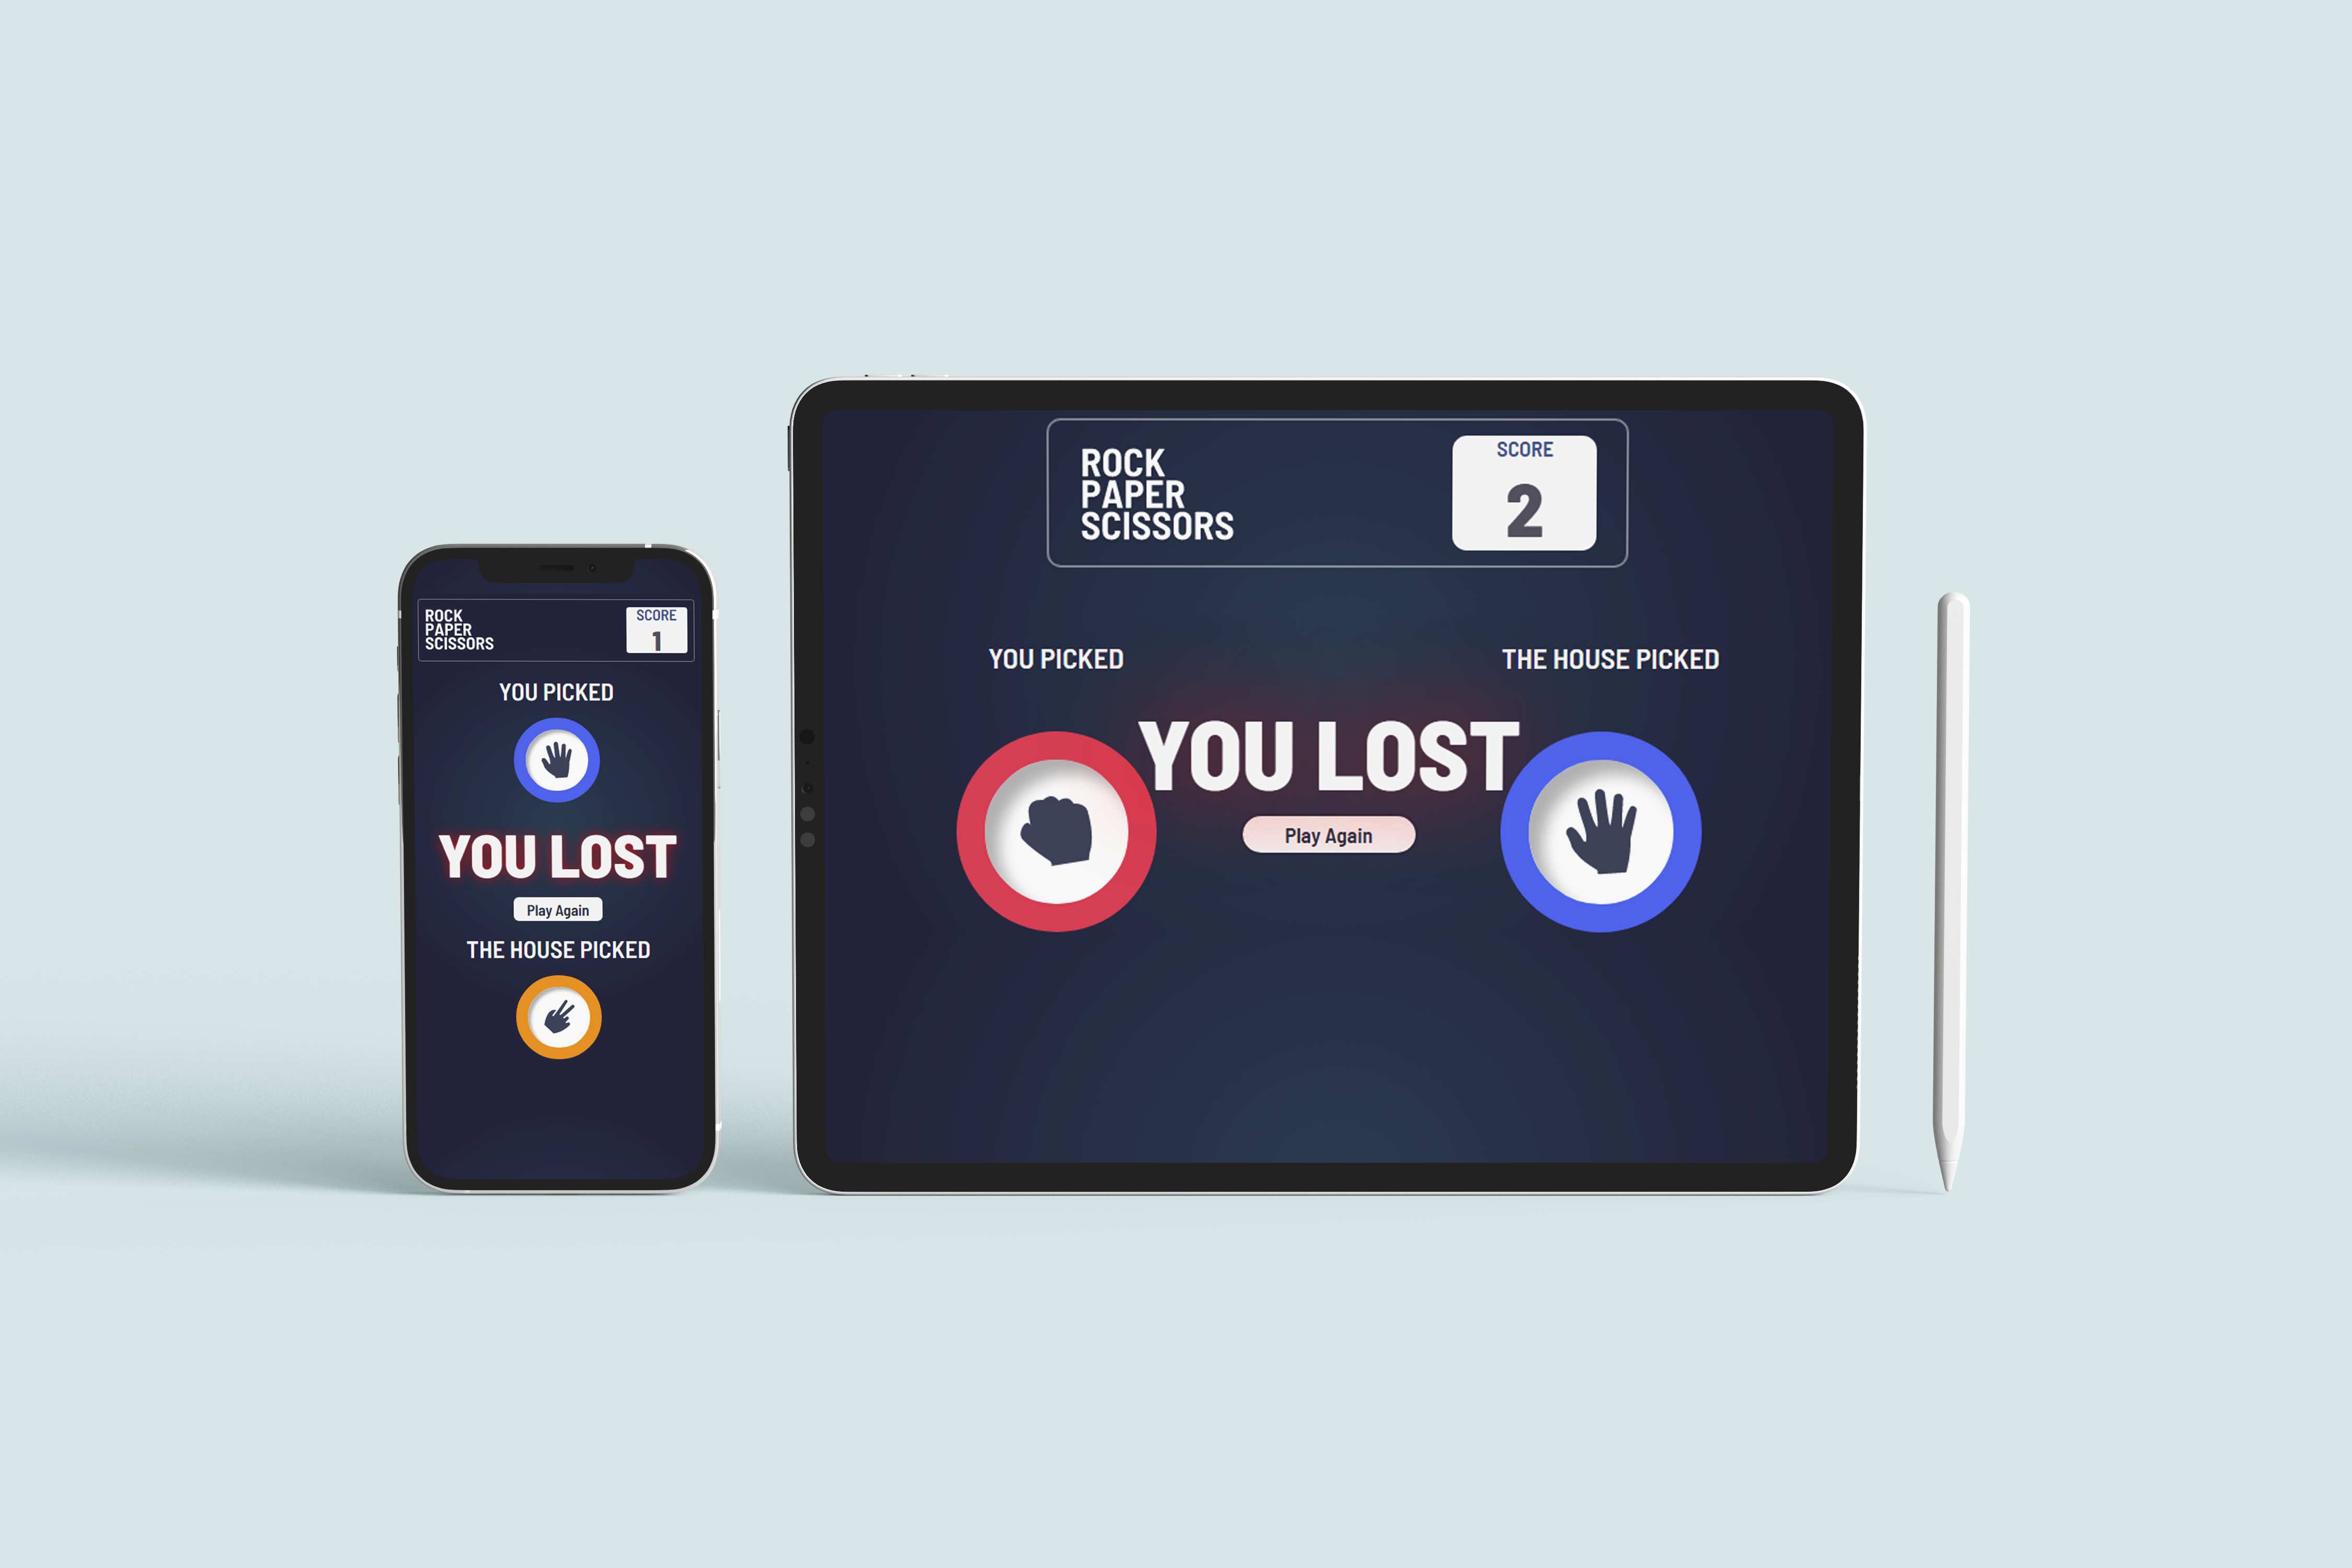 ROCK
PAPER
SCISSORS
SCORE
1
YOU PICKED
YOU LOST
Play Again
THE HOUSE PICKED
ROCK
PAPER
SCISSORS
SCORE
2
YOU PICKED
THE HOUSE PICKED
YOU LOST
Play Again